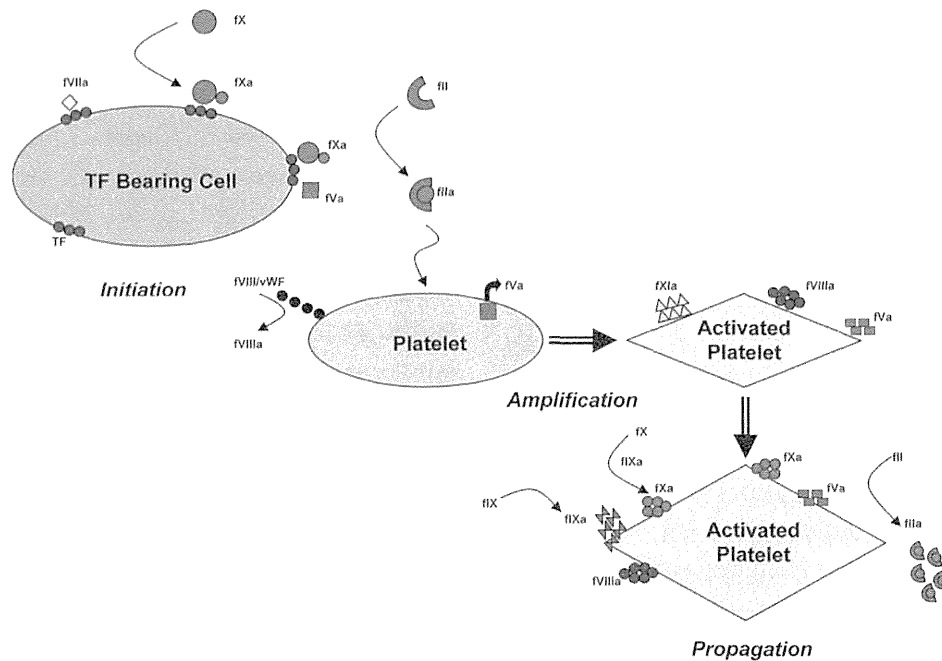 fX
fVIIa
fXa
fII
fXa
TF Bearing Cell
fVa
fIIa
TF
Initiation
fVIII/vWF
fVa
fVIIIa
Platelet
fXIa
fVIIIa
fVa
Activated
Platelet
Amplification
fX
fIXa
fXa
fXa
fII
fIX
fIXa
fVa
fIIa
Activated
Platelet
fVIIIa
Propagation